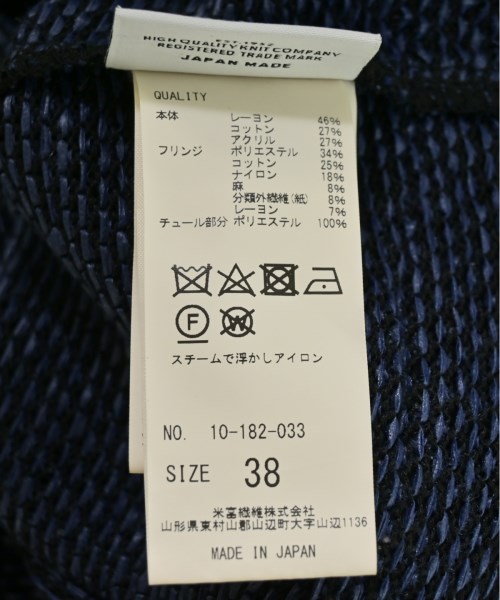 EST.1952
HIGH QUALITY KNIT COMPANY
REGISTERED TRADE MARK
JAPAN MADE
QUALITY
本体 レーヨン 46%
コットン 27%
アクリル 27%
フリンジ ポリエステル 34%
コットン 25%
ナイロン 18%
麻 8%
分類外繊維(紙) 8%
レーヨン 7%
チュール部分 ポリエステル 100%
F W
スチームで浮かしアイロン
NO. 10-182-033
SIZE 38
米富繊維株式会社
山形県東村山郡山辺町大字山辺1136
MADE IN JAPAN